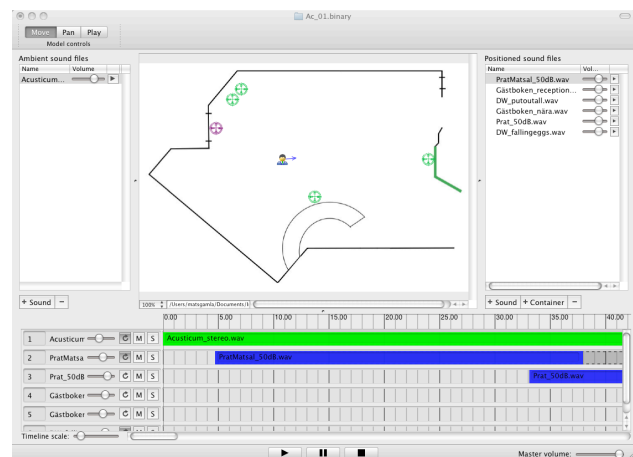 Ac_01.binary
Move Pan Play
Model controls
Ambient sound files
Name Volume
Acusticum...
Positioned sound files
Name Vol...
PratMatsal_50dB.wav
Gästboken_reception...
DW_putoutall.wav
Gästboken_nära.wav
Prat_50dB.wav
DW_fallingeggs.wav
+ Sound −
100% /Users/matsgamla/Documents/
+ Sound + Container −
0.00 5.00 10.00 15.00 20.00 25.00 30.00 35.00 40.00
1 Acusticum M S Acusticum_stereo.wav
2 PratMatsa M S PratMatsal_50dB.wav
3 Prat_50dB M S Prat_50dB.wav
4 Gästboker M S
5 Gästboker M S
Timeline scale:
Master volume: